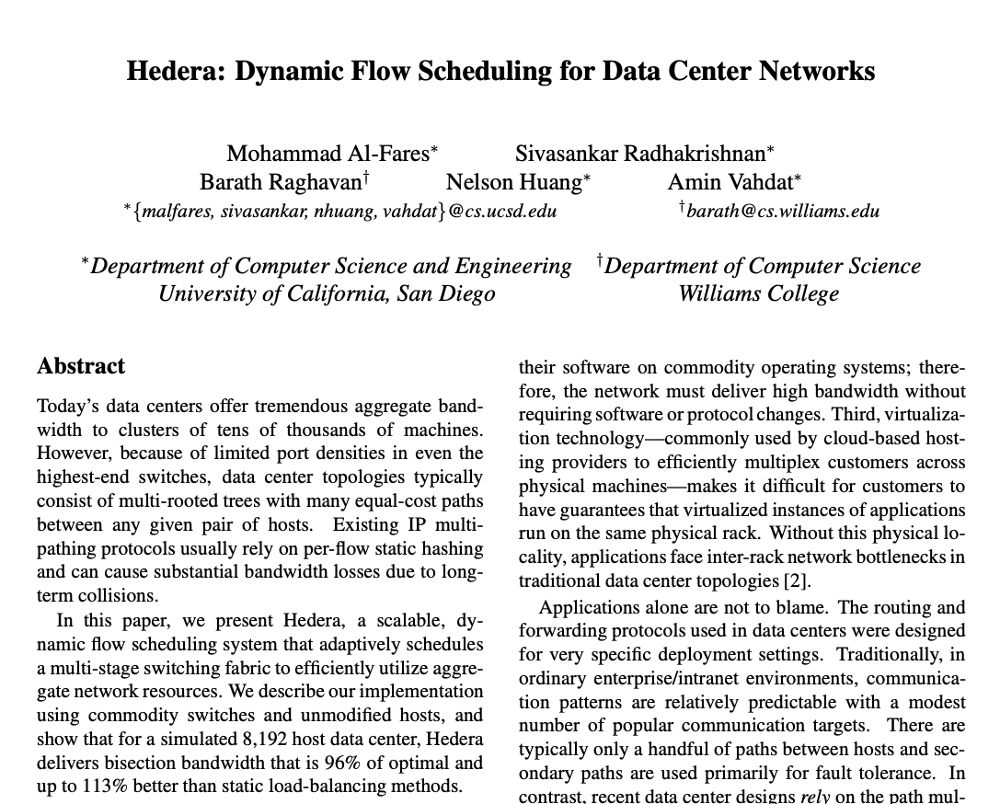 Hedera: Dynamic Flow Scheduling for Data Center Networks
Mohammad Al-Fares* Sivasankar Radhakrishnan*
Barath Raghavan† Nelson Huang* Amin Vahdat*
*{malfares, sivasankar, nhuang, vahdat}@cs.ucsd.edu †barath@cs.williams.edu
*Department of Computer Science and Engineering †Department of Computer Science
University of California, San Diego Williams College
Abstract
Today's data centers offer tremendous aggregate band-
width to clusters of tens of thousands of machines.
However, because of limited port densities in even the
highest-end switches, data center topologies typically
consist of multi-rooted trees with many equal-cost paths
between any given pair of hosts. Existing IP multi-
pathing protocols usually rely on per-flow static hashing
and can cause substantial bandwidth losses due to long-
term collisions.
In this paper, we present Hedera, a scalable, dy-
namic flow scheduling system that adaptively schedules
a multi-stage switching fabric to efficiently utilize aggre-
gate network resources. We describe our implementation
using commodity switches and unmodified hosts, and
show that for a simulated 8,192 host data center, Hedera
delivers bisection bandwidth that is 96% of optimal and
up to 113% better than static load-balancing methods.
their software on commodity operating systems; there-
fore, the network must deliver high bandwidth without
requiring software or protocol changes. Third, virtualiza-
tion technology—commonly used by cloud-based host-
ing providers to efficiently multiplex customers across
physical machines—makes it difficult for customers to
have guarantees that virtualized instances of applications
run on the same physical rack. Without this physical lo-
cality, applications face inter-rack network bottlenecks in
traditional data center topologies [2].
Applications alone are not to blame. The routing and
forwarding protocols used in data centers were designed
for very specific deployment settings. Traditionally, in
ordinary enterprise/intranet environments, communica-
tion patterns are relatively predictable with a modest
number of popular communication targets. There are
typically only a handful of paths between hosts and sec-
ondary paths are used primarily for fault tolerance. In
contrast, recent data center designs rely on the path mul-